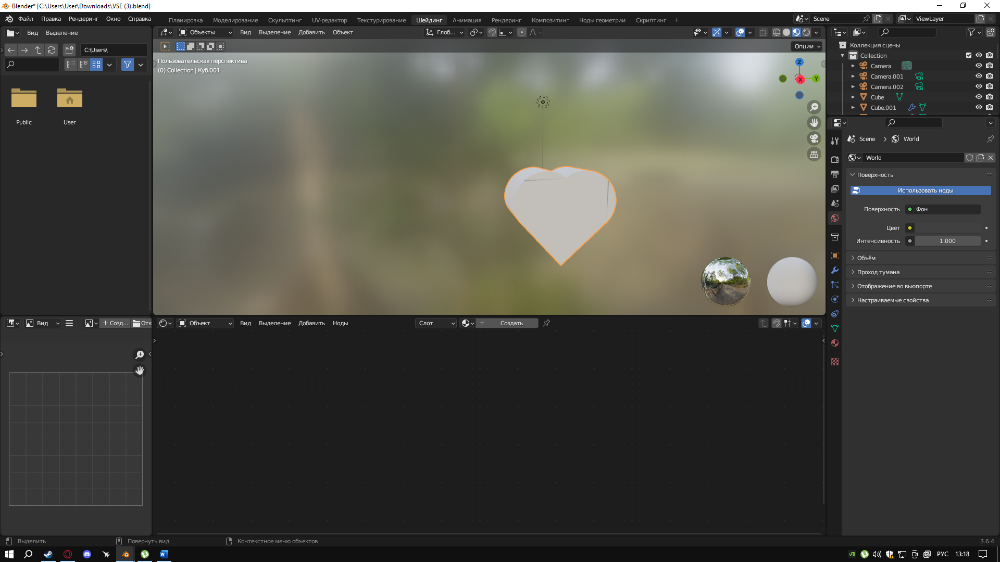 Blender* [C:\Users\User\Downloads\VSE (3).blend]
Файл Правка Рендеринг Окно Справка
Планировка Моделирование Скульптинг UV-редактор Текстурирование Шейдинг Анимация Рендеринг Композитинг Ноды геометрии Скриптинг +
Scene
ViewLayer
Вид Выделение
C:\Users\
Public
User
Объекты Вид Выделение Добавить Объект
Глоб...
Опции
Пользовательская перспектива
(0) Collection | Куб.001
Z
X
Y
Коллекция сцены
Collection
Camera
Camera.001
Camera.002
Cube
Cube.001
Scene > World
World
Поверхность
Использовать ноды
Поверхность Фон
Цвет
Интенсивность 1.000
Объём
Проход тумана
Отображение во вьюпорте
Настраиваемые свойства
Вид
+ Созд...
Отк
Объект Вид Выделение Добавить Ноды
Слот
+ Создать
Выделить
Повернуть вид
Контекстное меню объектов
3.6.4
РУС
13:18